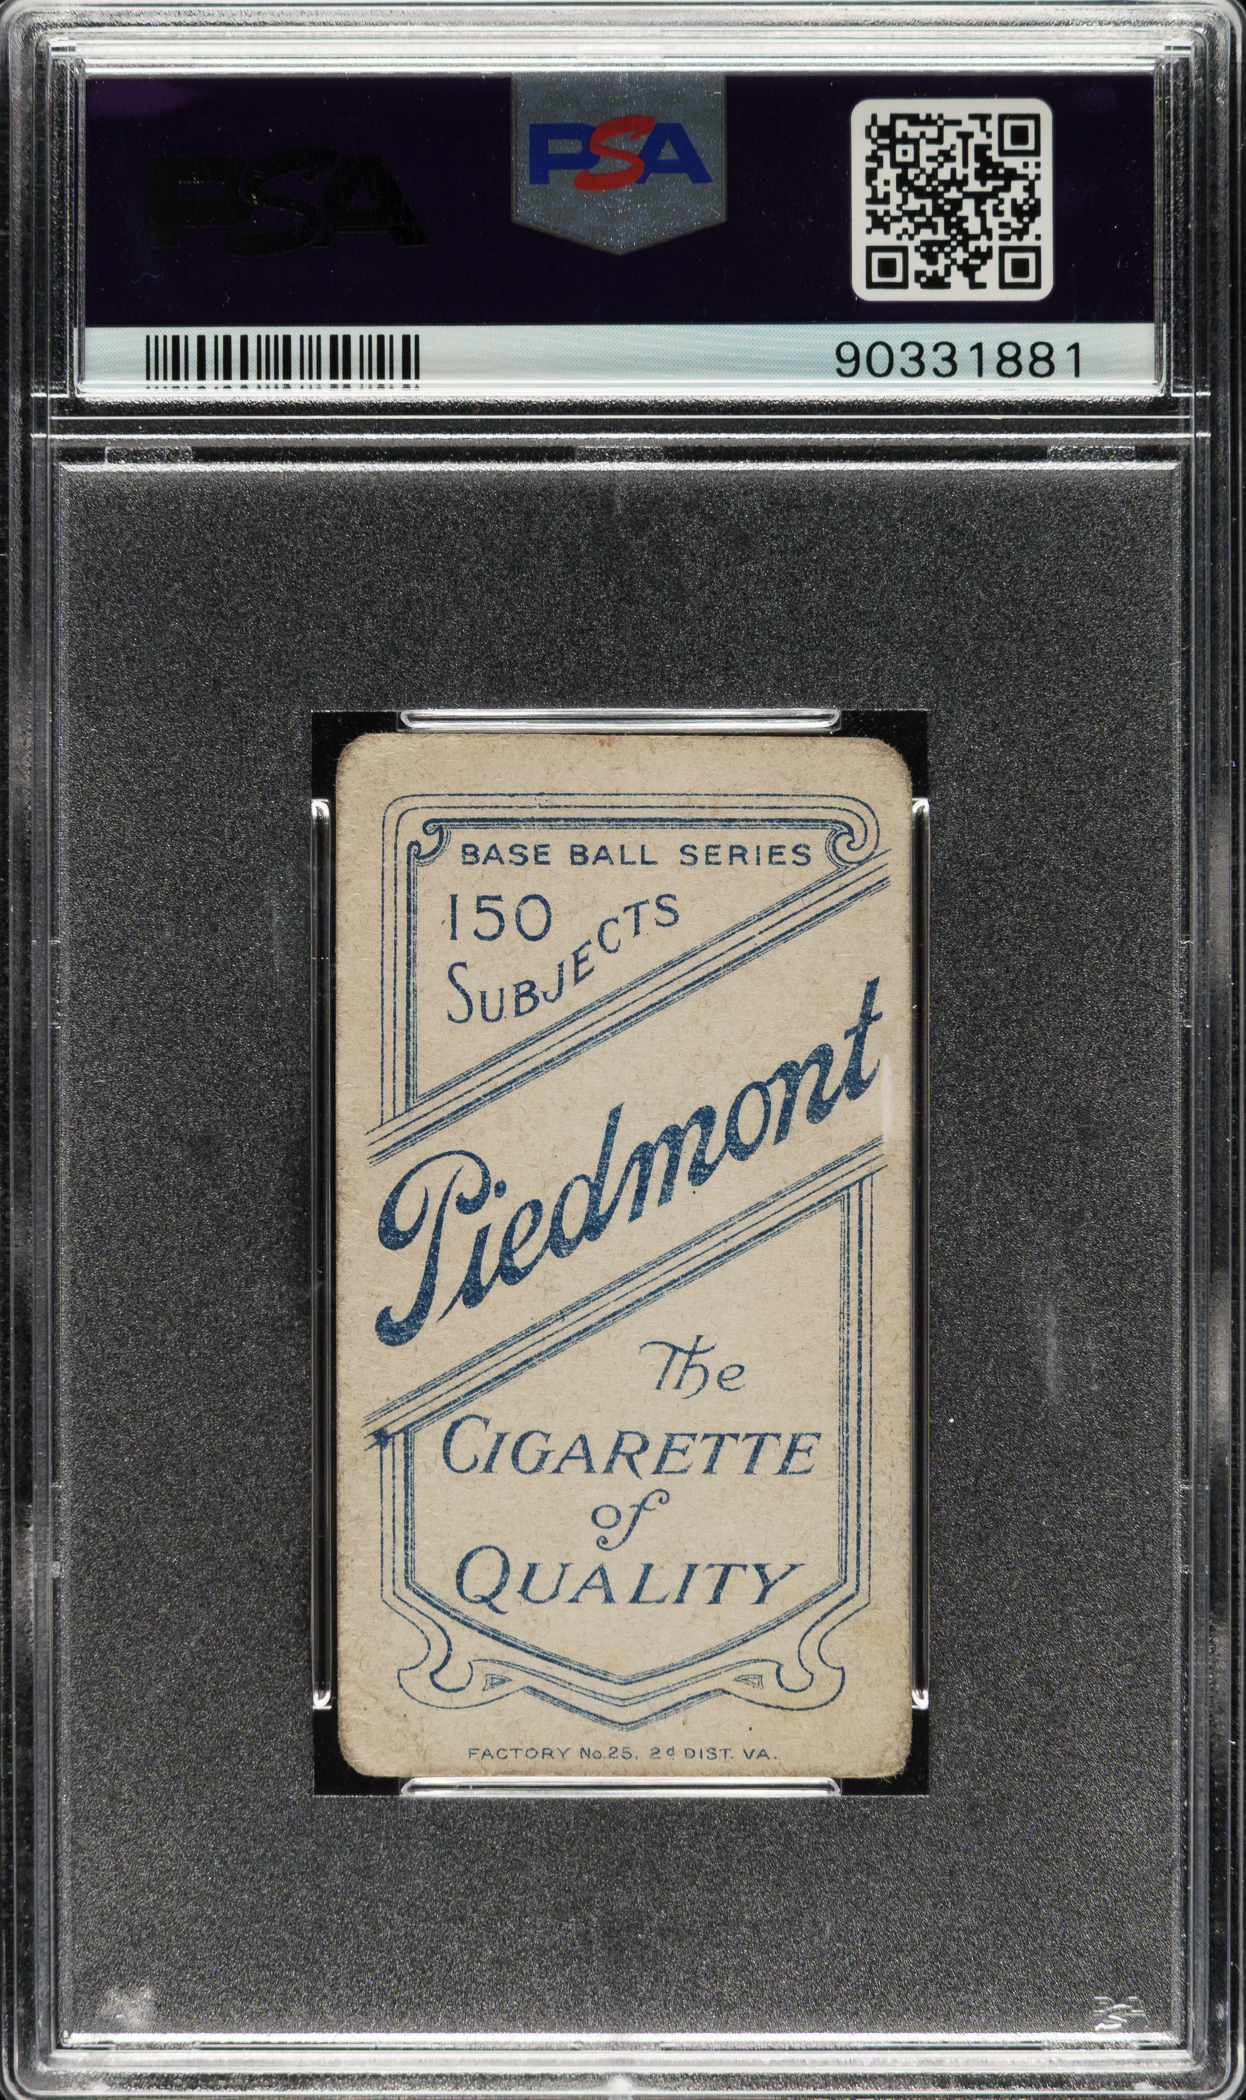 PSA
PSA
90331881
BASE BALL SERIES
150
SUBJECTS
Piedmont
The
CIGARETTE
of
QUALITY
FACTORY No. 25, 2d DIST. VA.